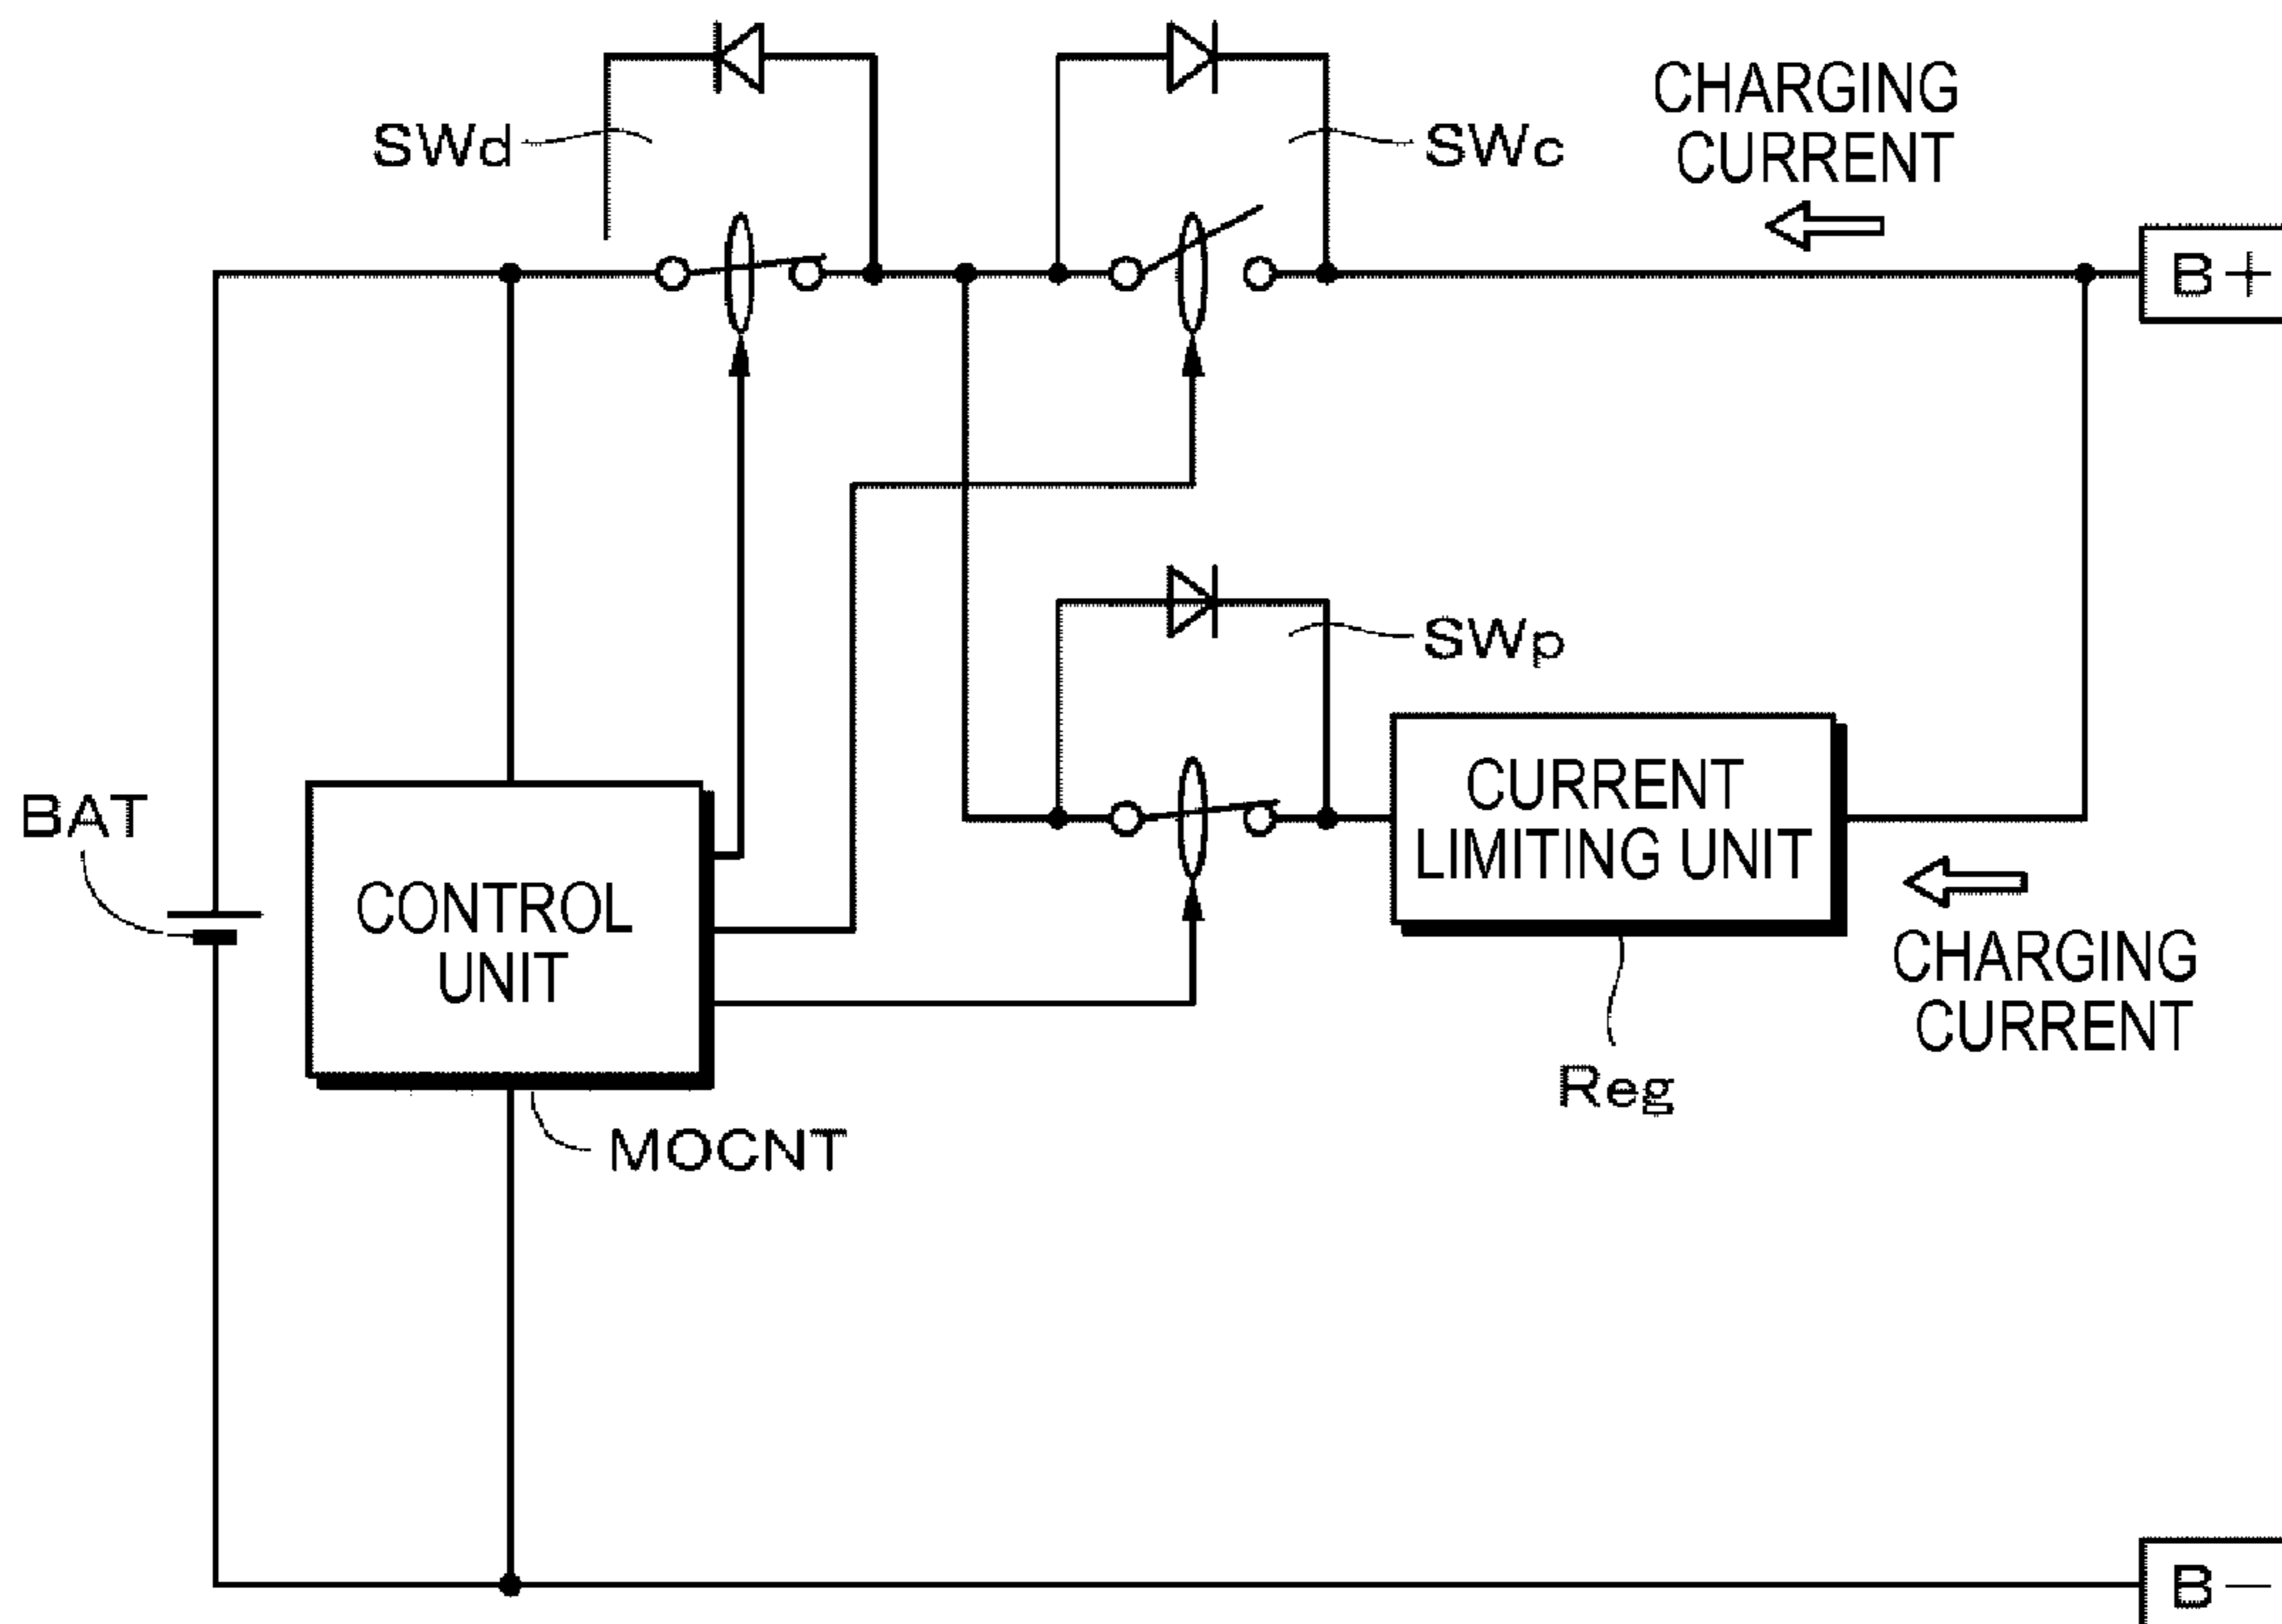 CHARGING
CURRENT
SWd
SWc
B+
SWp
CURRENT
LIMITING UNIT
BAT
CONTROL
UNIT
CHARGING
CURRENT
Reg
MOCNT
B−